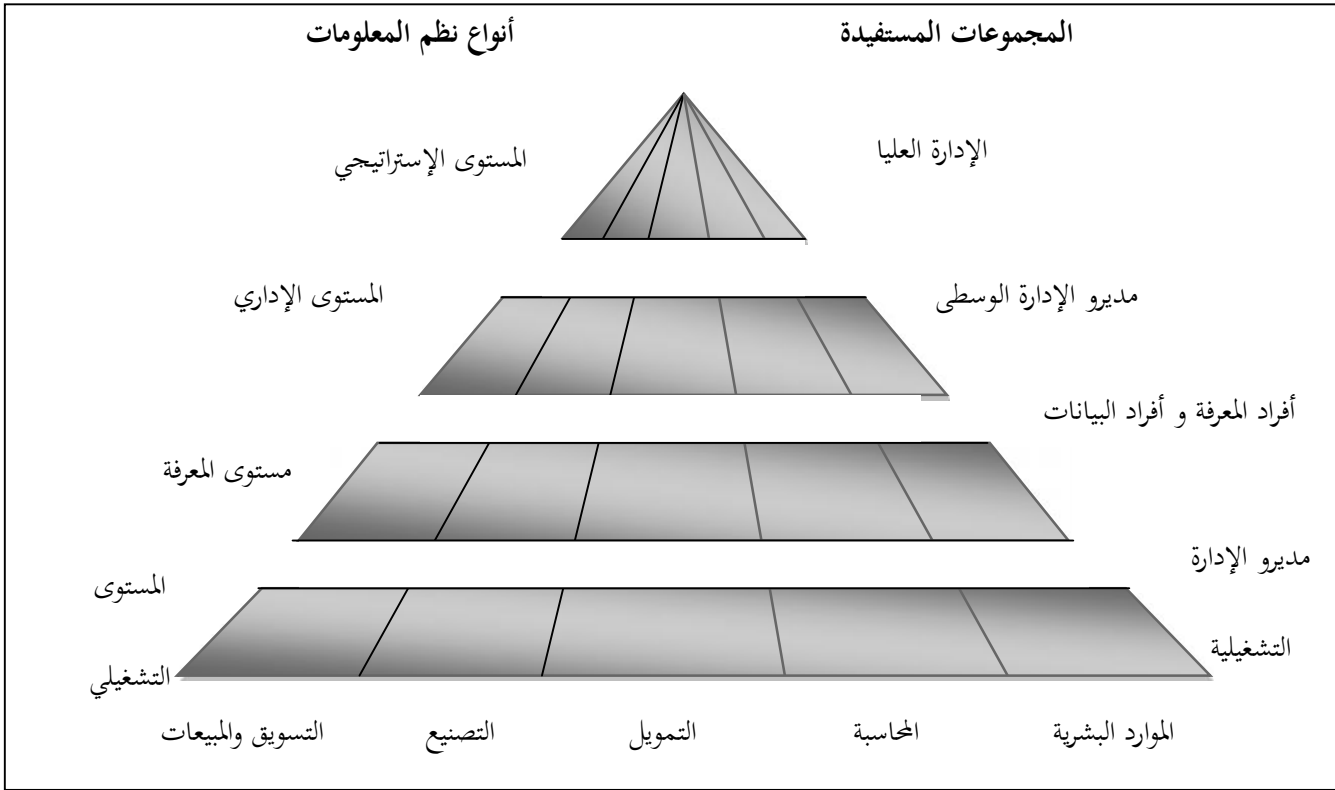 المجموعات المستفيدة
أنواع نظم المعلومات
الإدارة العليا
المستوى الإستراتيجي
مديرو الإدارة الوسطى
المستوى الإداري
أفراد المعرفة و أفراد البيانات
مستوى المعرفة
مديرو الإدارة
التشغيلية
المستوى
التشغيلي
الموارد البشرية
المحاسبة
التمويل
التصنيع
التسويق والمبيعات